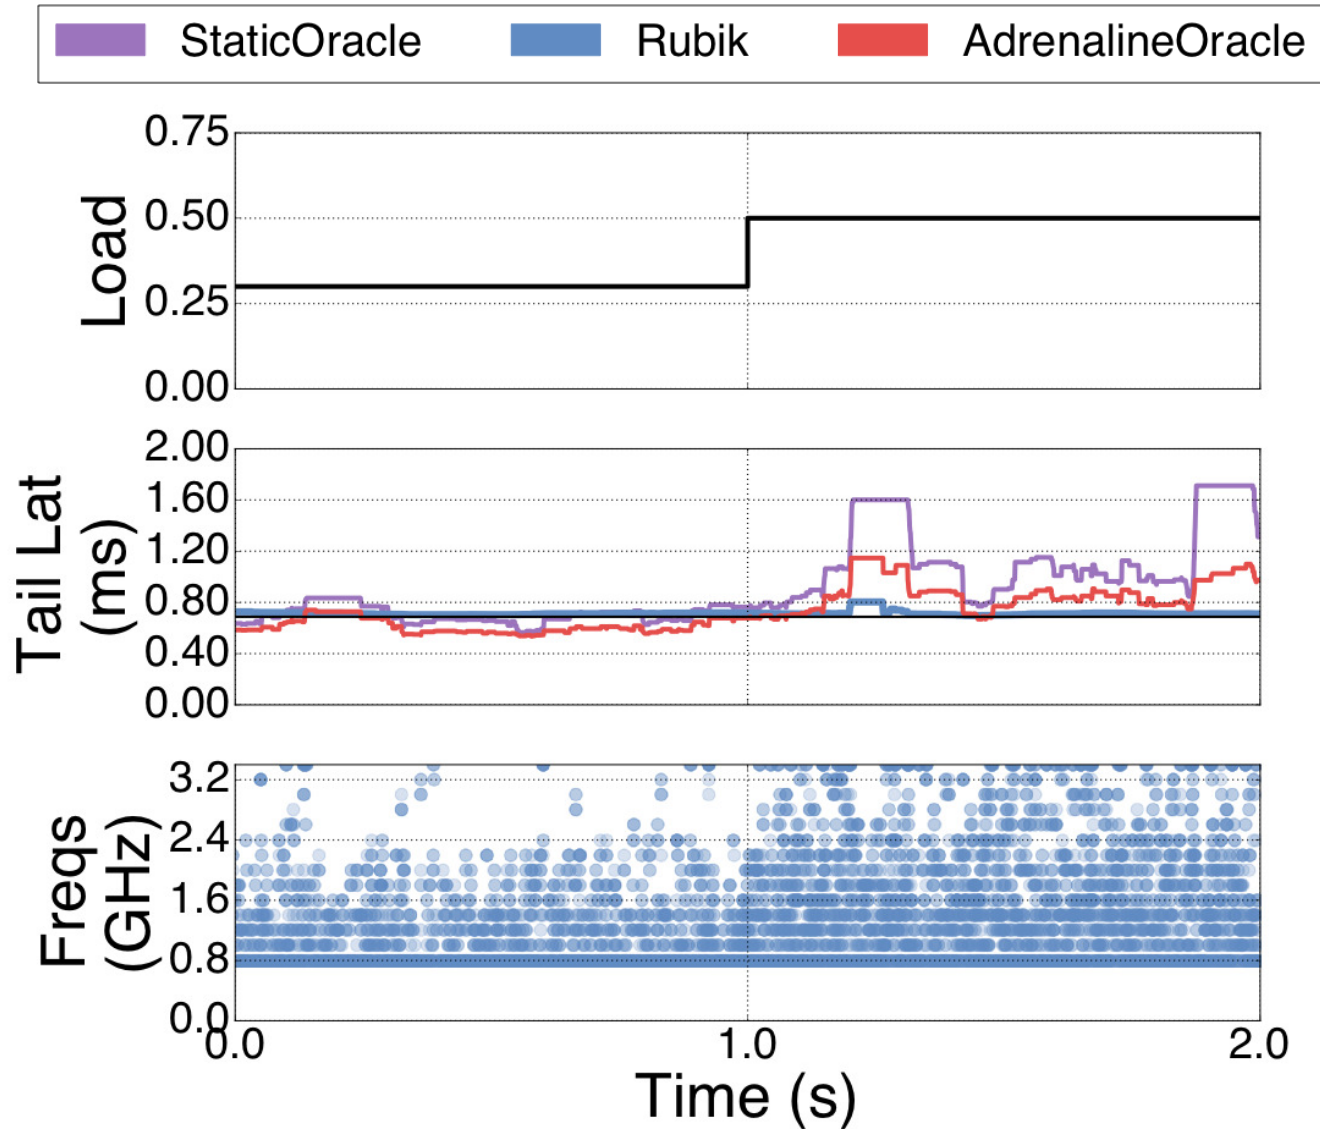 StaticOracle Rubik AdrenalineOracle
0.75
0.50
0.25
0.00
Load
2.00
1.60
1.20
0.80
0.40
0.00
Tail Lat
(ms)
3.2
2.4
1.6
0.8
0.0
Freqs
(GHz)
0.0 1.0 2.0
Time (s)